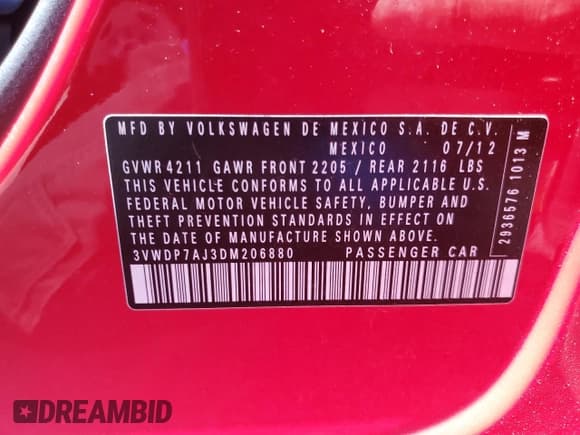 MFD BY VOLKSWAGEN DE MEXICO S.A. DE C.V.
MEXICO 07/12
GVWR 4211 GAWR FRONT 2205 / REAR 2116 LBS
THIS VEHICLE CONFORMS TO ALL APPLICABLE U.S.
FEDERAL MOTOR VEHICLE SAFETY, BUMPER AND
THEFT PREVENTION STANDARDS IN EFFECT ON
THE DATE OF MANUFACTURE SHOWN ABOVE.
3VWDP7AJ3DM206880 PASSENGER CAR
2936576 1013 M
DREAMBID